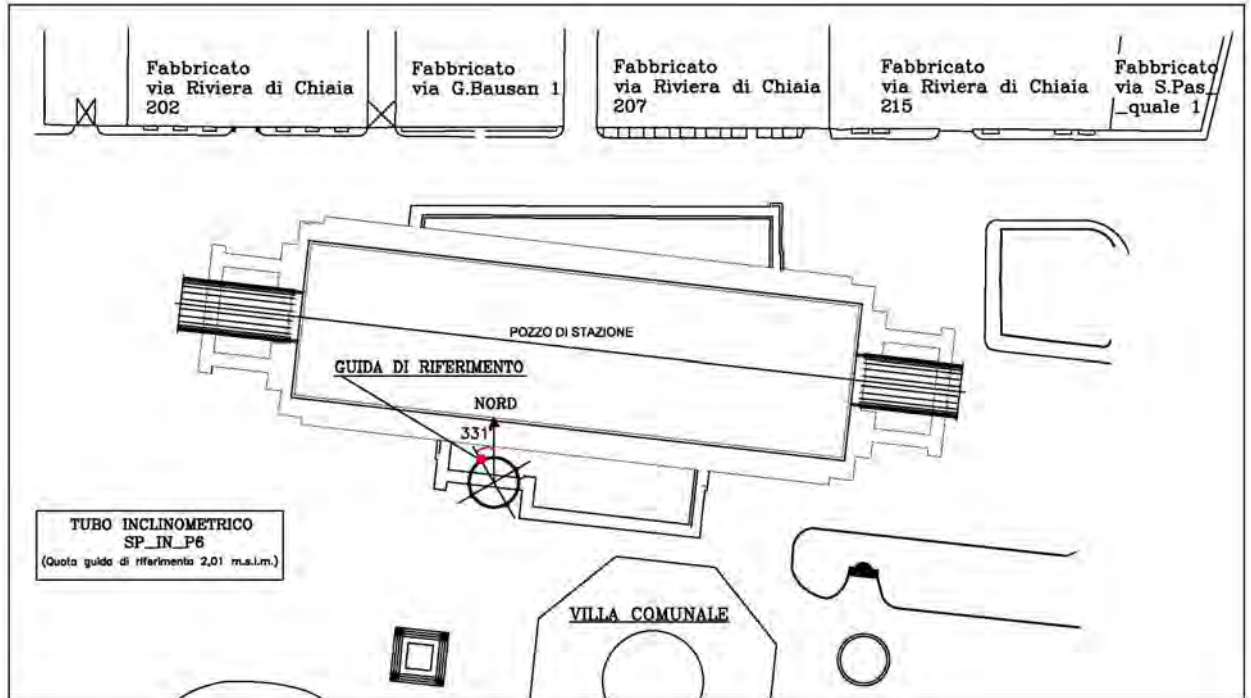 Fabbricato
via Riviera di Chiaia
202
Fabbricato
via G.Bausan 1
Fabbricato
via Riviera di Chiaia
207
Fabbricato
via Riviera di Chiaia
215
Fabbricato
via S.Pas_
_quale 1
POZZO DI STAZIONE
GUIDA DI RIFERIMENTO
NORD
331°
TUBO INCLINOMETRICO
SP_IN_P6
(Quota guida di riferimento 2,01 m.s.l.m.)
VILLA COMUNALE